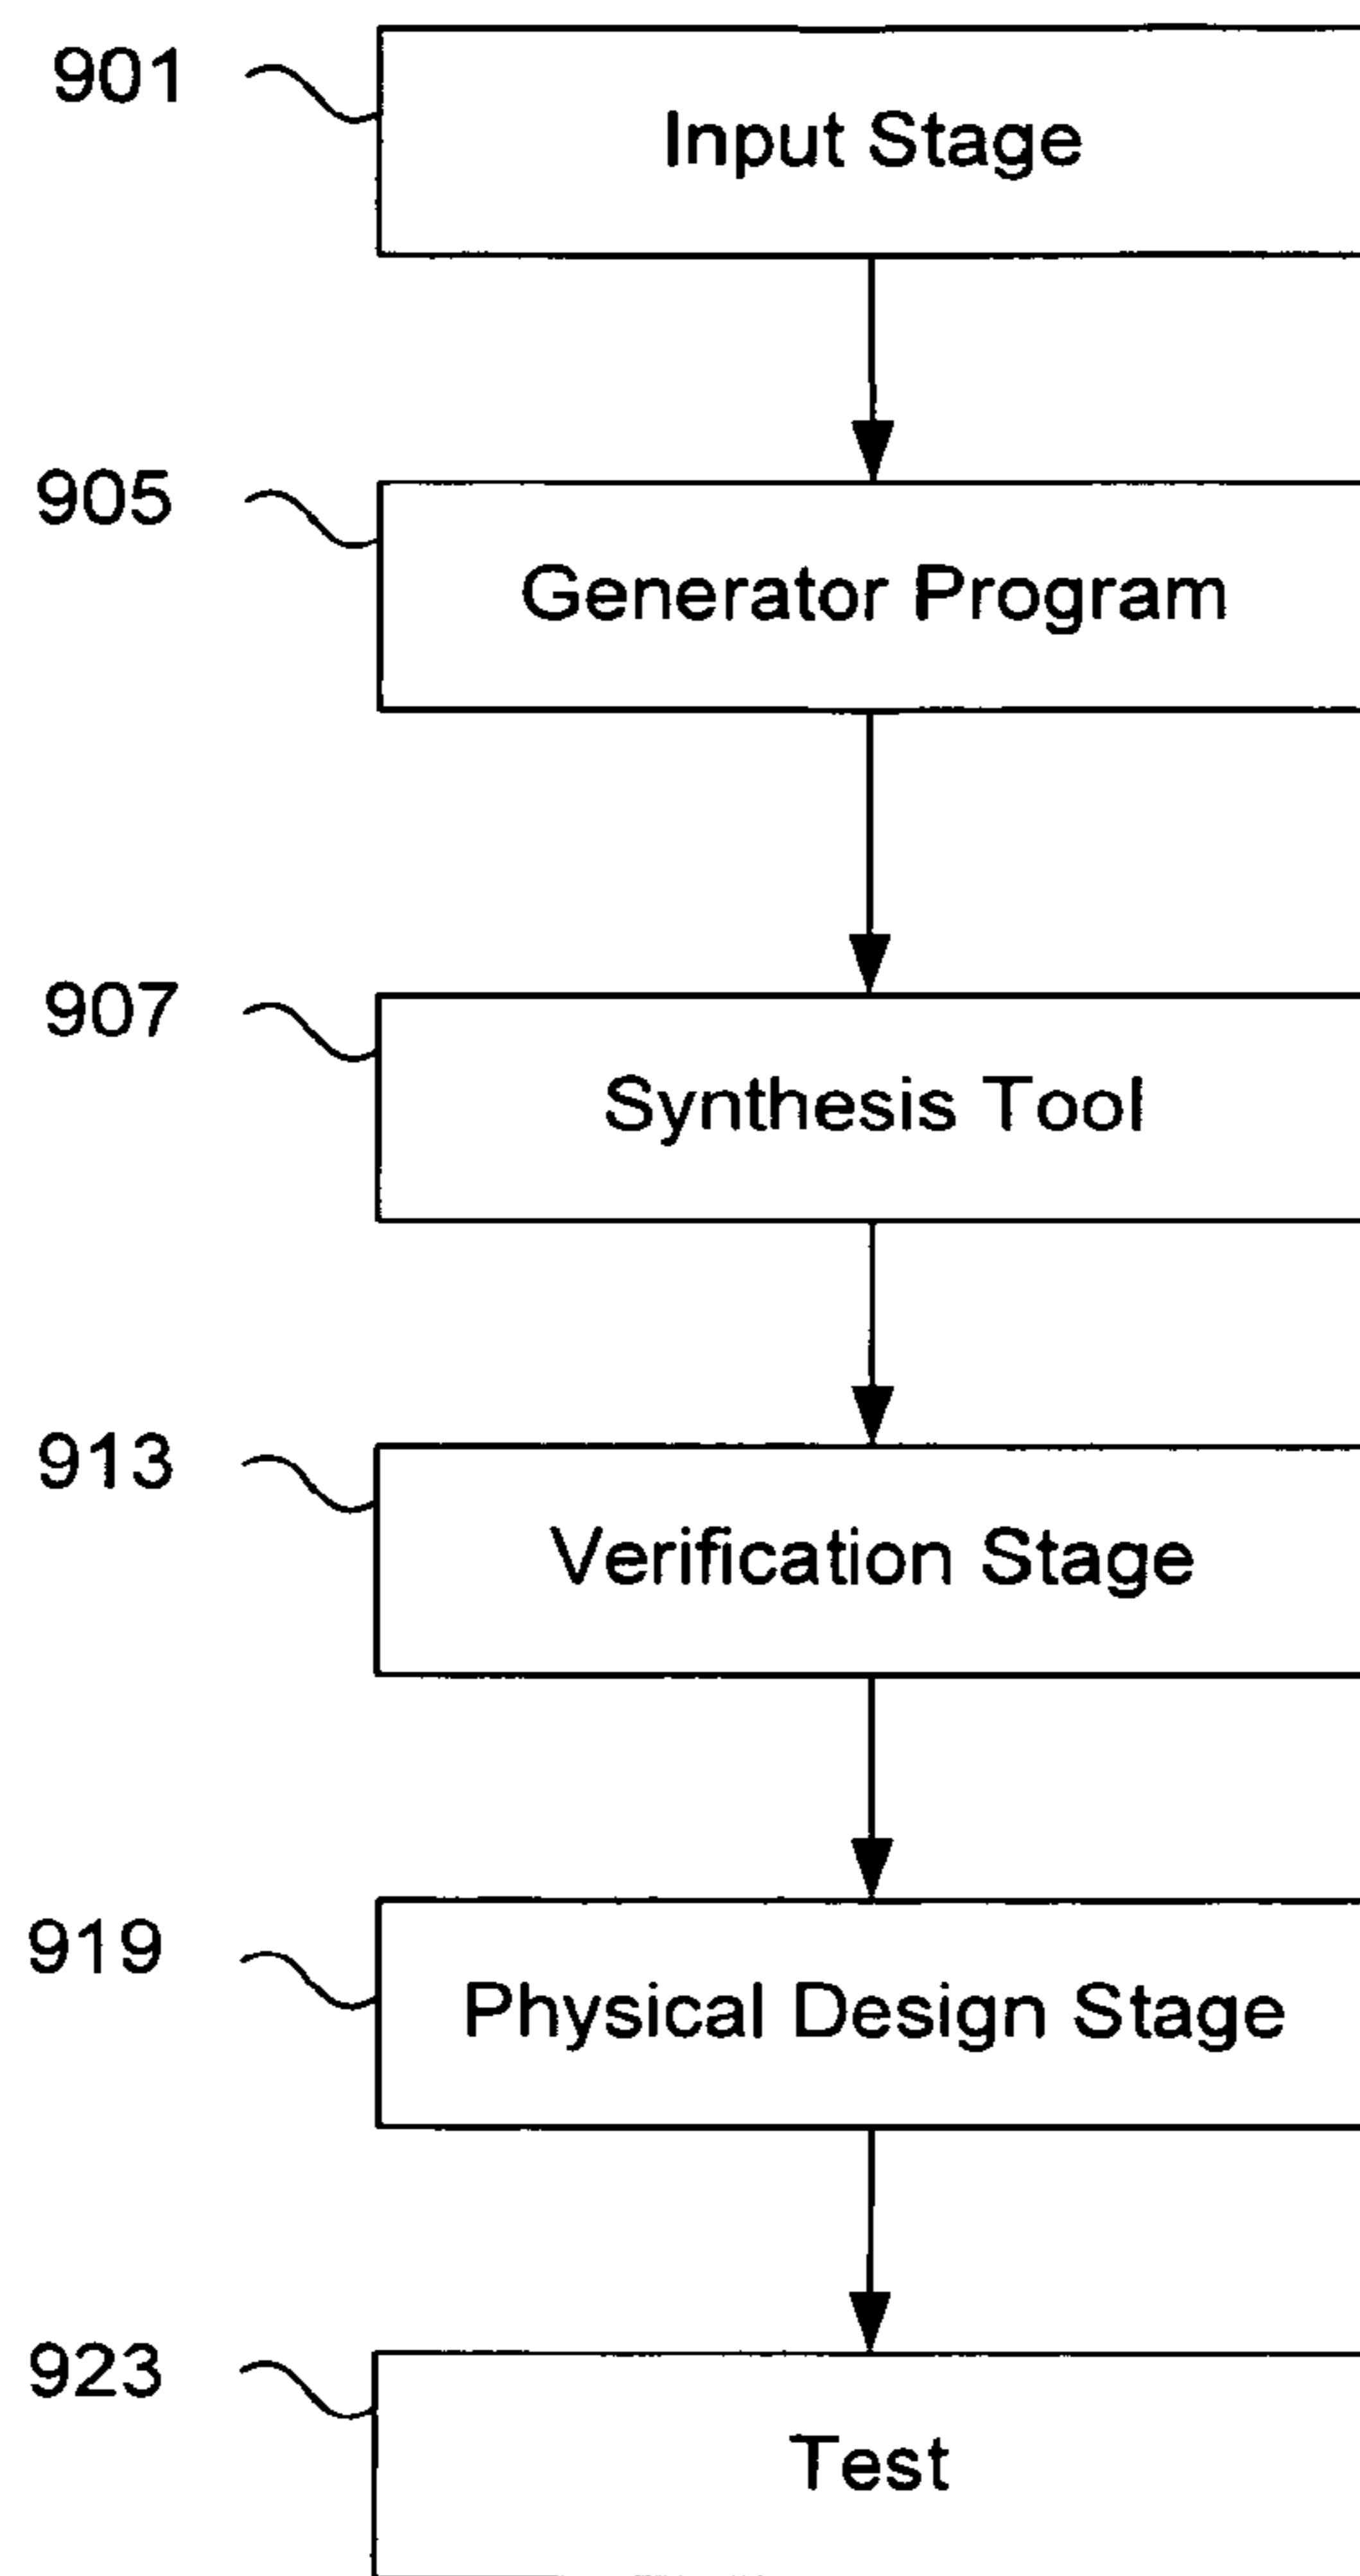 901
Input Stage
905
Generator Program
907
Synthesis Tool
913
Verification Stage
919
Physical Design Stage
923
Test